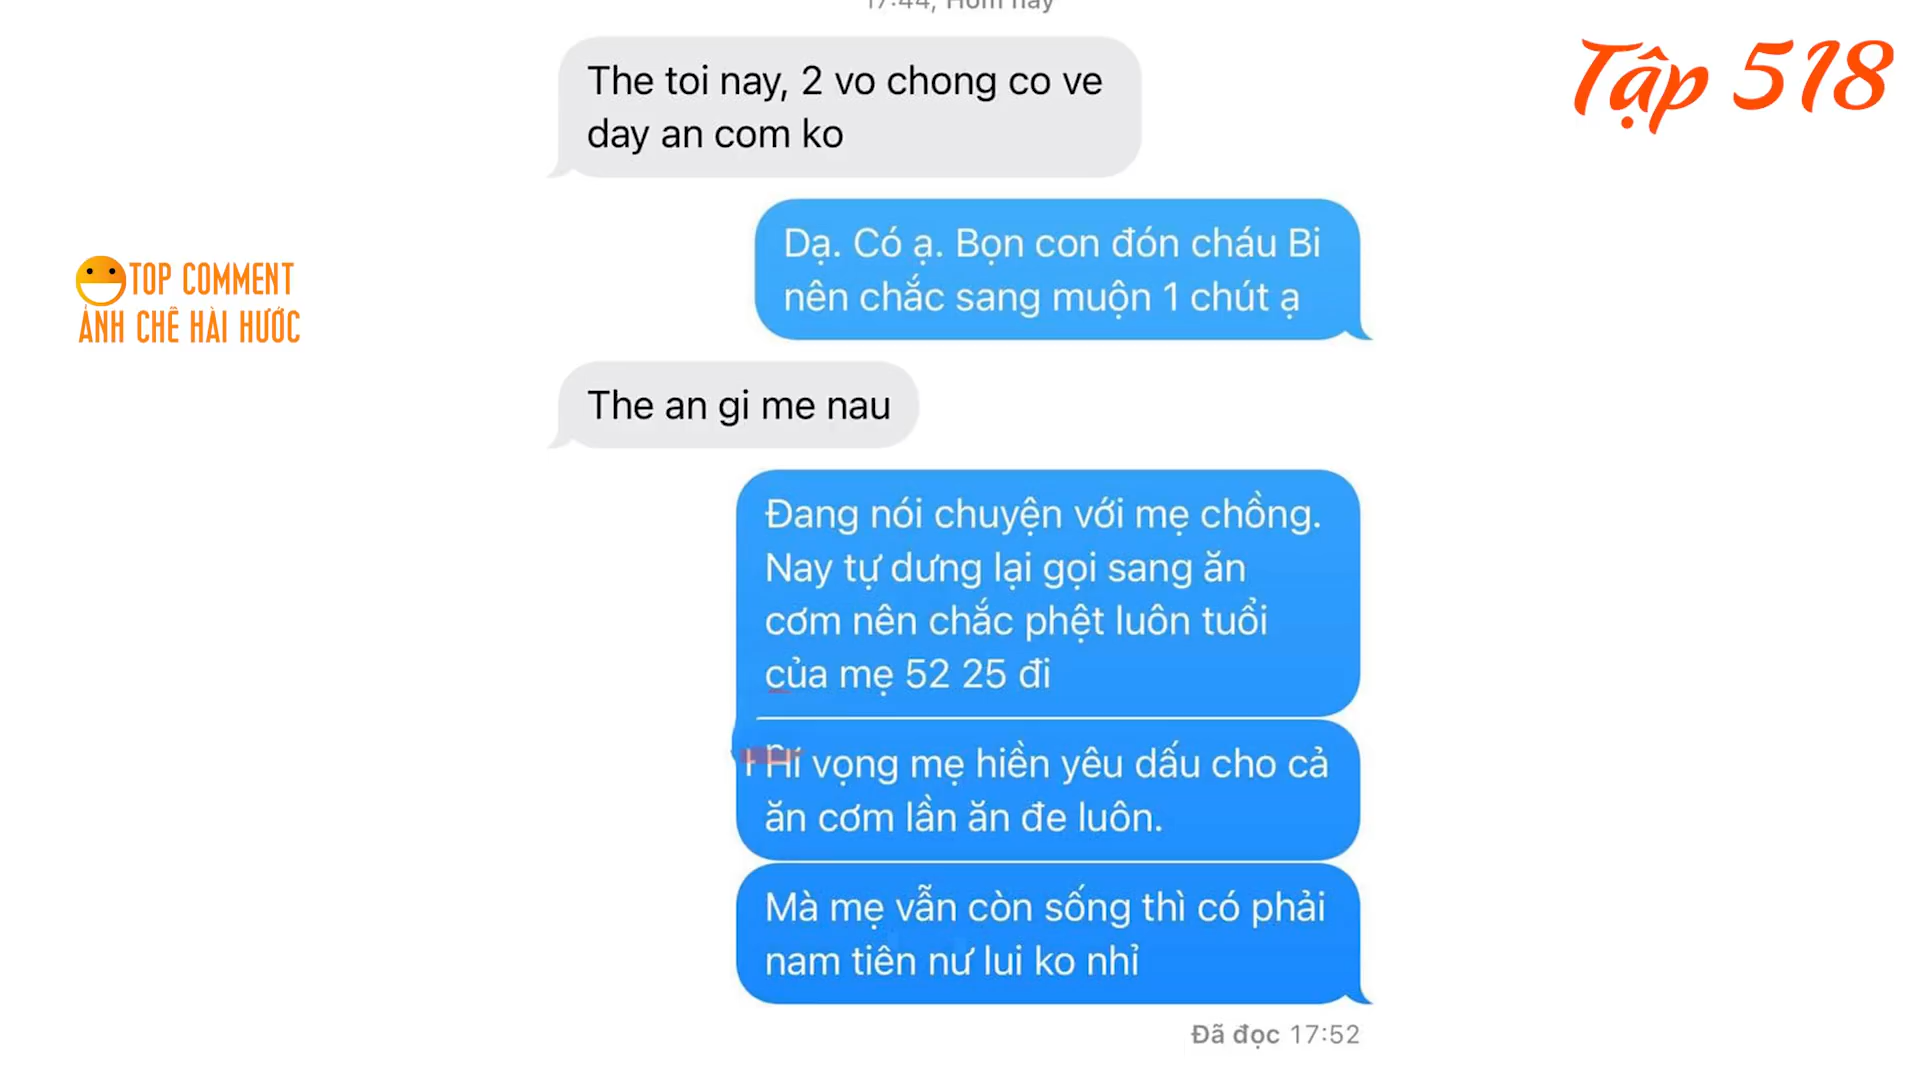 Tập 518
The toi nay, 2 vo chong co ve
day an com ko
Dạ. Có ạ. Bọn con đón cháu Bi
nên chắc sang muộn 1 chút ạ
TOP COMMENT
ẢNH CHẾ HÀI HƯỚC
The an gi me nau
Đang nói chuyện với mẹ chồng.
Nay tự dưng lại gọi sang ăn
cơm nên chắc phệt luôn tuổi
của mẹ 52 25 đi
Hí vọng mẹ hiền yêu dấu cho cả
ăn cơm lần ăn đe luôn.
Mà mẹ vẫn còn sống thì có phải
nam tiên nư lui ko nhỉ
Đã đọc 17:52